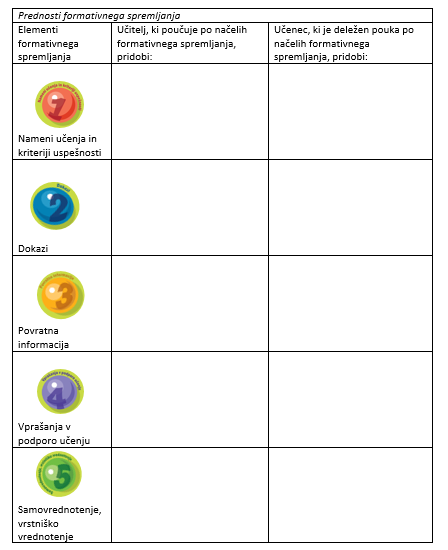 Prednosti formativnega spremljanja
Elementi
formativnega
spremljanja
Učitelj, ki poučuje po načelih
formativnega spremljanja,
pridobi:
Učenec, ki je deležen pouka po
načelih formativnega
spremljanja, pridobi:
1
Nameni učenja in
kriteriji uspešnosti
Dokazi
2
Dokazi
3
Povratna
informacija
4
Vprašanja v
podporo učenju
5
Samovrednotenje,
vrstniško
vrednotenje